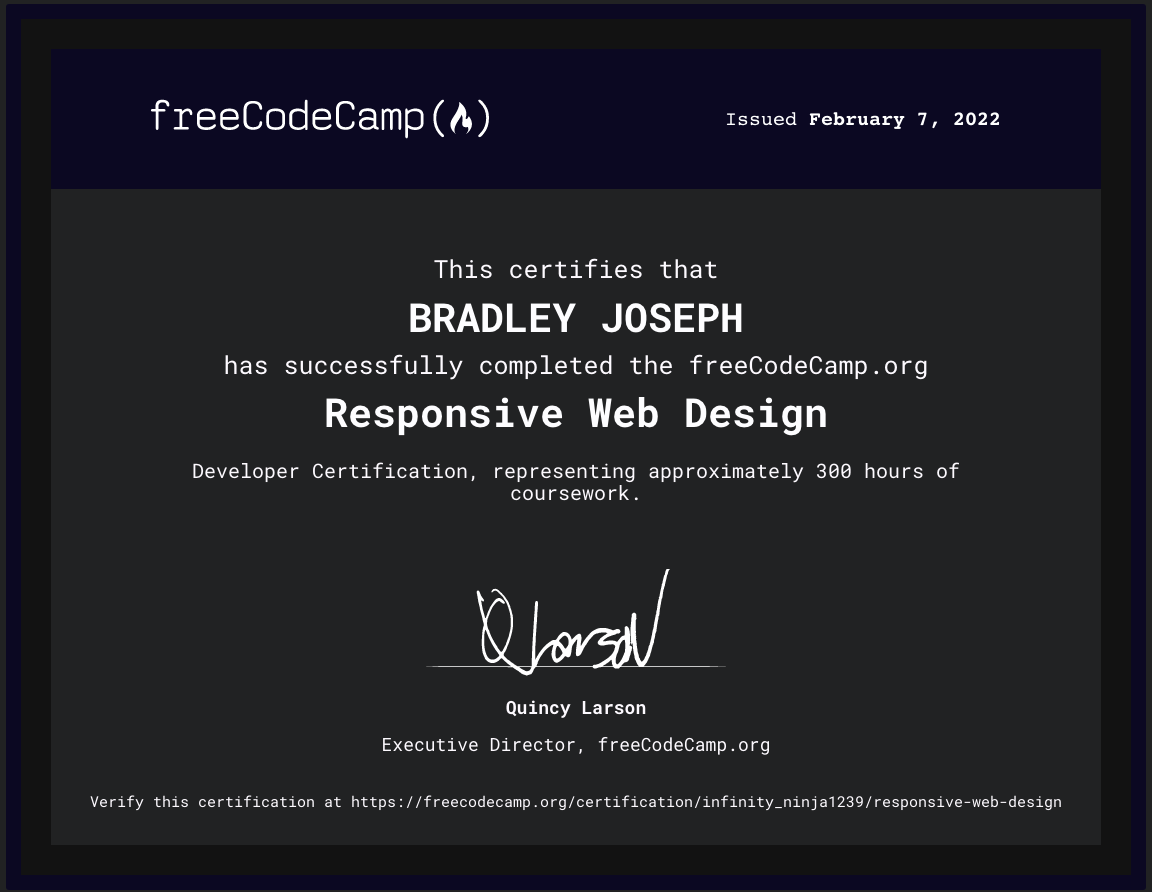 freeCodeCamp(🔥)
Issued February 7, 2022
This certifies that
BRADLEY JOSEPH
has successfully completed the freeCodeCamp.org
Responsive Web Design
Developer Certification, representing approximately 300 hours of
coursework.
Q Larson
Quincy Larson
Executive Director, freeCodeCamp.org
Verify this certification at https://freecodecamp.org/certification/infinity_ninja1239/responsive-web-design